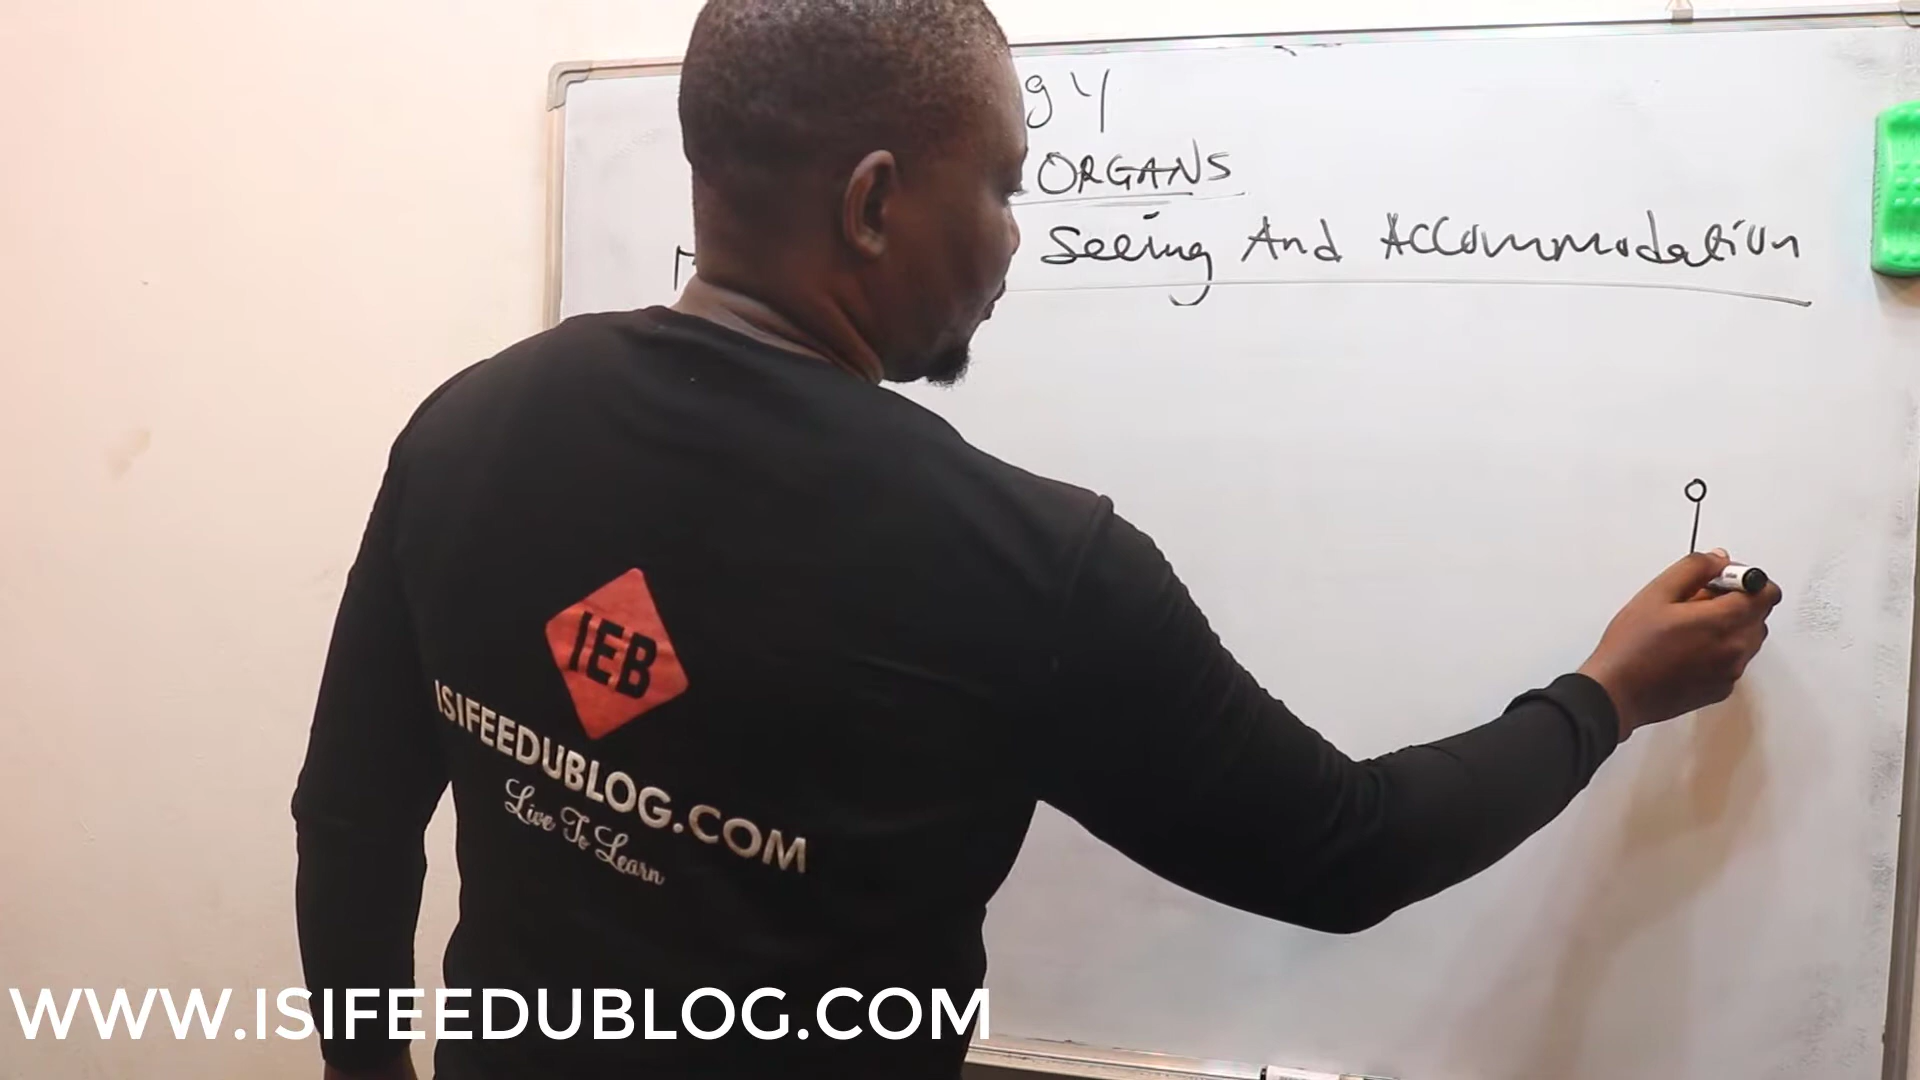 gy
ORGANS
Seeing And Accommodation
IEB
ISIFEEDUBLOG.COM
Live To Learn
WWW.ISIFEEDUBLOG.COM